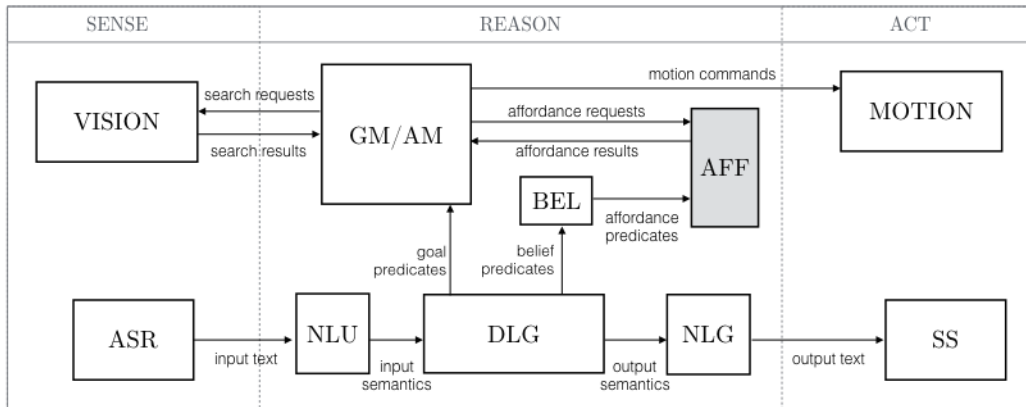 SENSE
REASON
ACT
VISION
search requests
search results
GM/AM
motion commands
MOTION
affordance requests
affordance results
AFF
BEL
affordance
predicates
goal
predicates
belief
predicates
ASR
input text
NLU
input
semantics
DLG
output
semantics
NLG
output text
SS